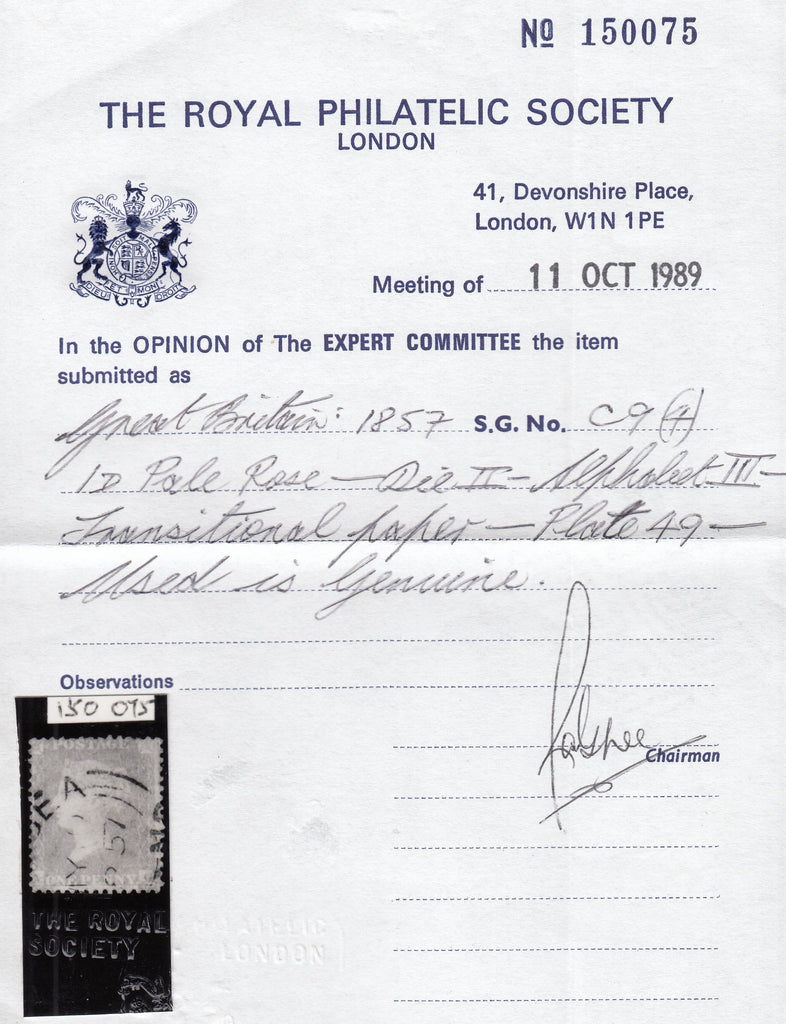 Nº 150075
THE ROYAL PHILATELIC SOCIETY
LONDON
41, Devonshire Place,
London, W1N 1PE
Meeting of 11 OCT 1989
In the OPINION of The EXPERT COMMITTEE the item
submitted as
Great Britain: 1857 S.G. No. C9 (4)
1D Pale Rose — Die II — Alphabet III —
Transitional paper — Plate 49 —
Used is Genuine.
Observations
150 075
Chairman
POSTAGE
EA
57
ONE PENNY
THE ROYAL PHILATELIC
SOCIETY LONDON